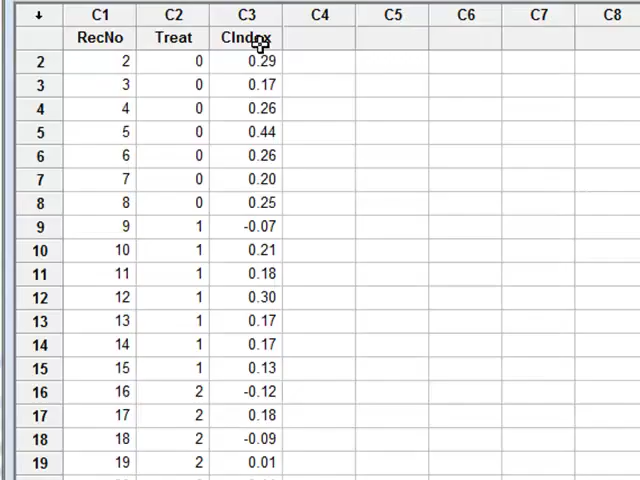 ↓ C1 C2 C3 C4 C5 C6 C7 C8
RecNo Treat CIndex
2 2 0 0.29
3 3 0 0.17
4 4 0 0.26
5 5 0 0.44
6 6 0 0.26
7 7 0 0.20
8 8 0 0.25
9 9 1 -0.07
10 10 1 0.21
11 11 1 0.18
12 12 1 0.30
13 13 1 0.17
14 14 1 0.17
15 15 1 0.13
16 16 2 -0.12
17 17 2 0.18
18 18 2 -0.09
19 19 2 0.01